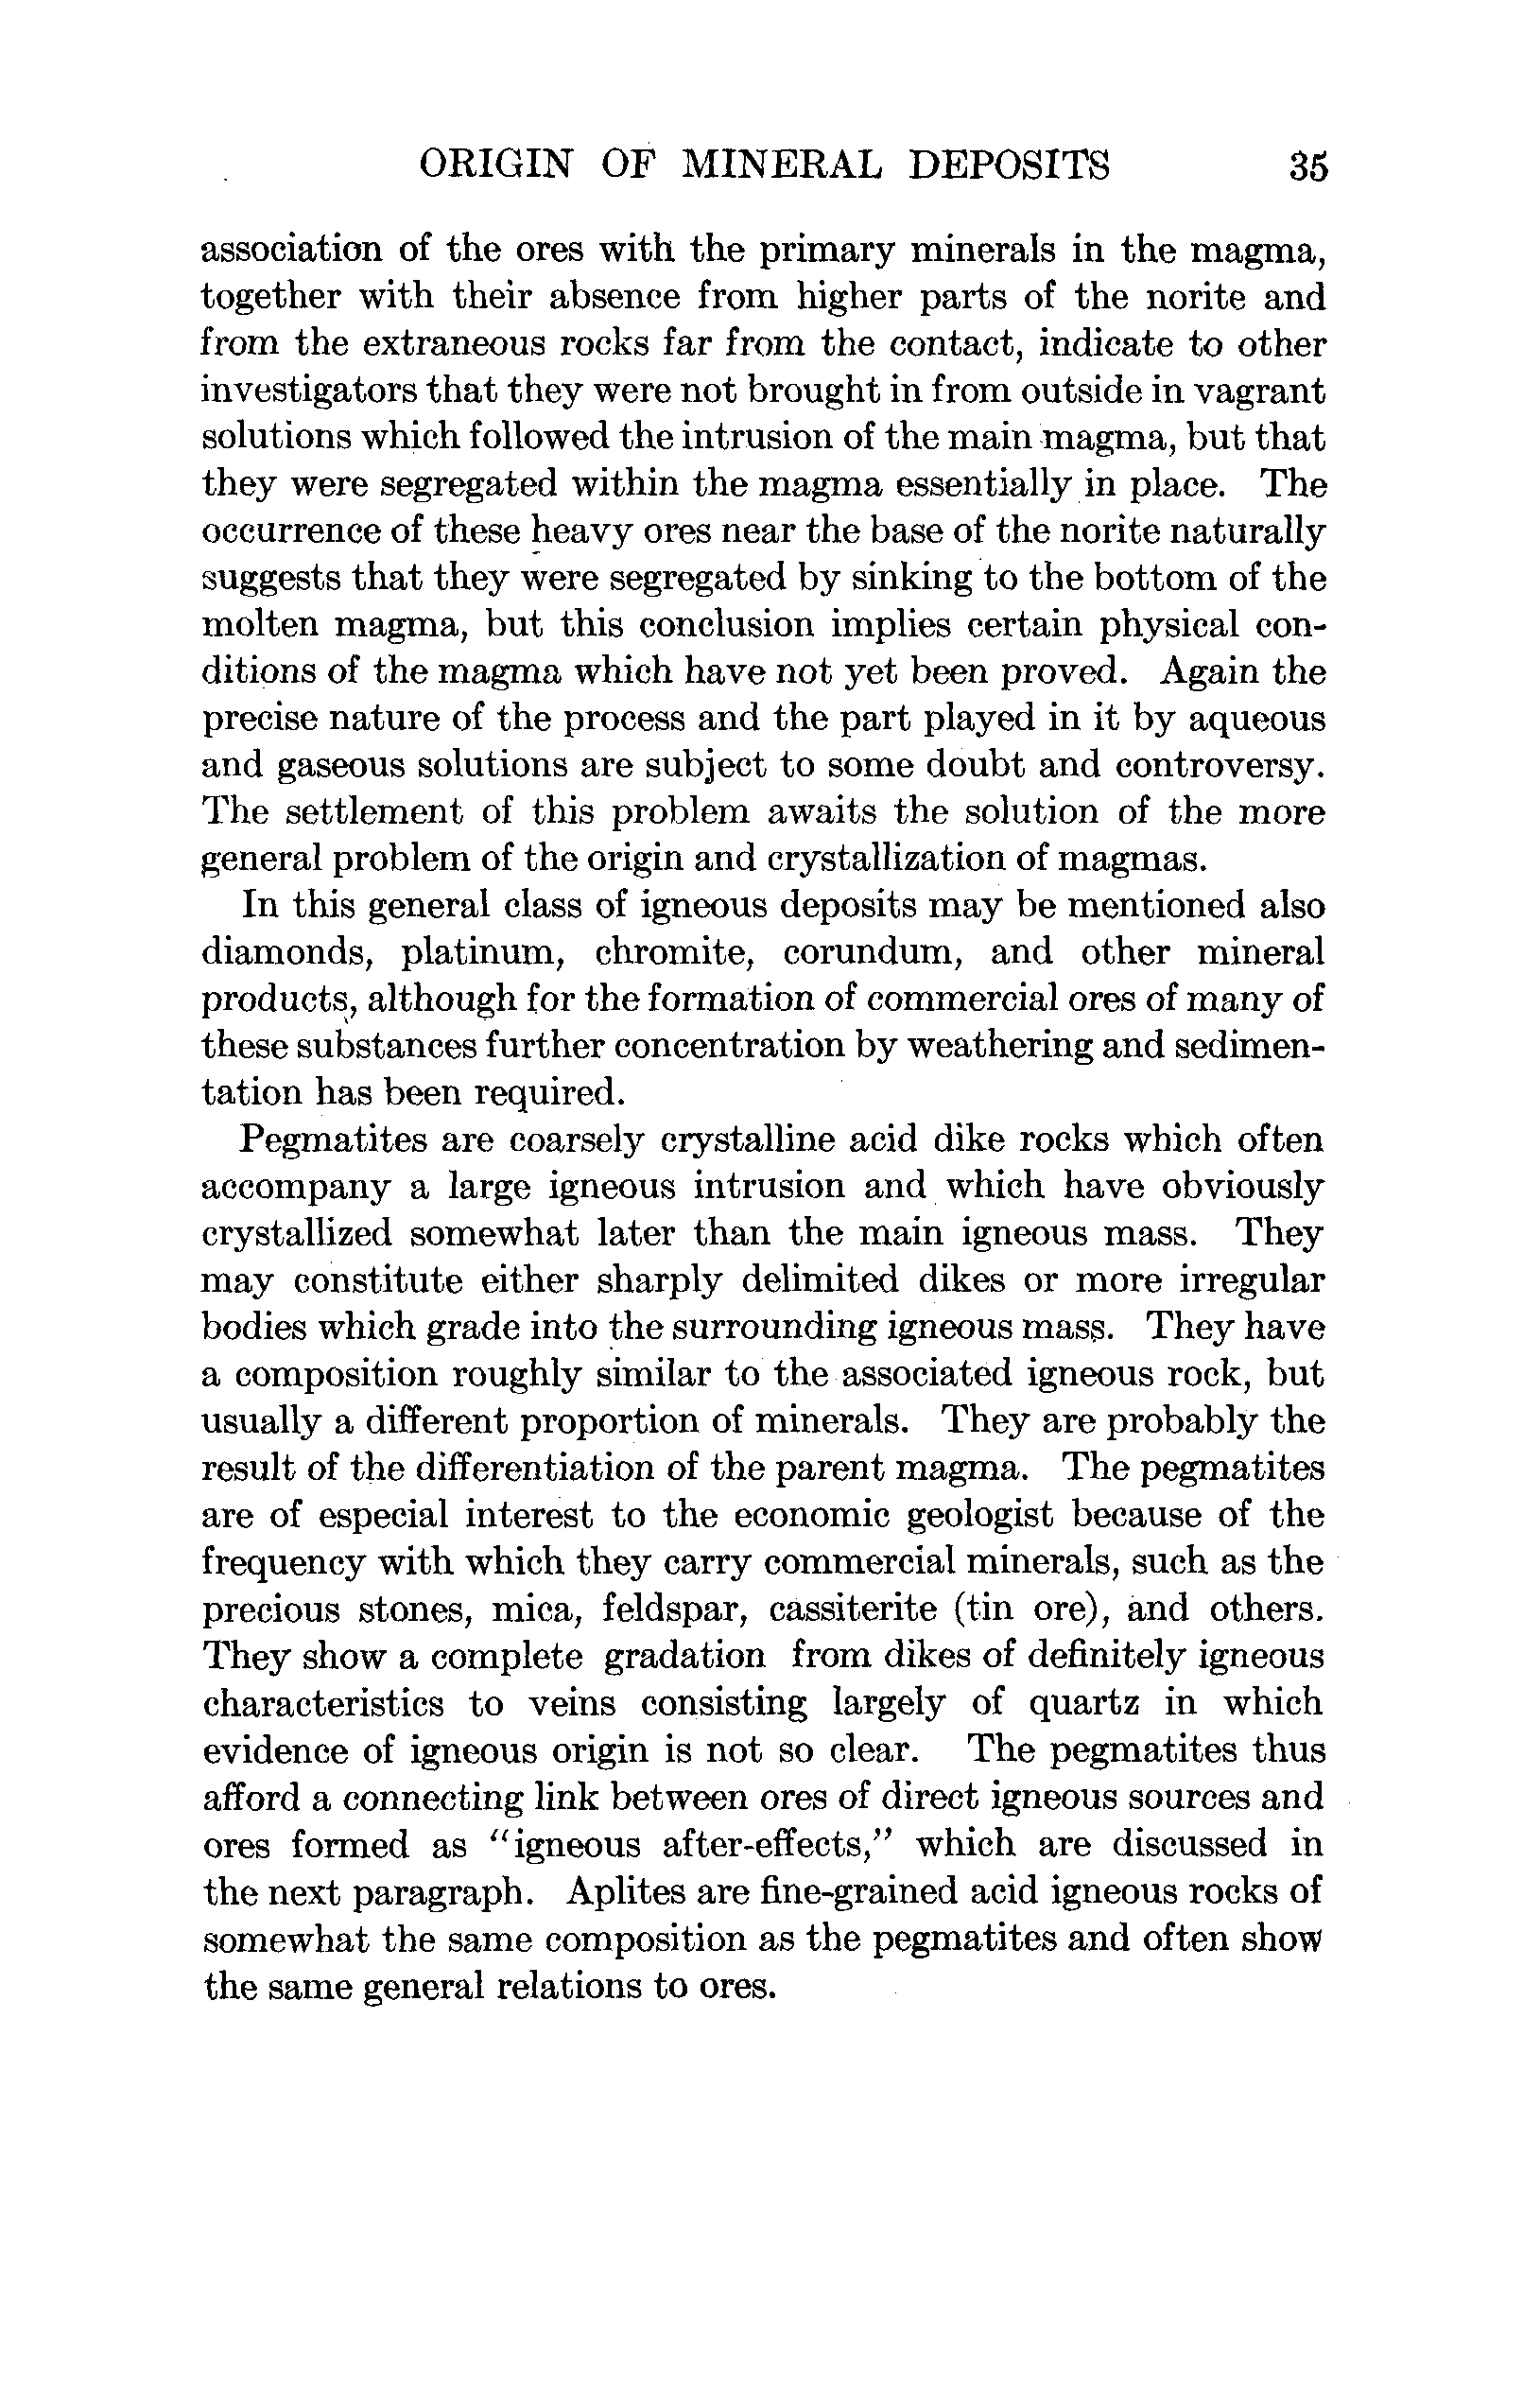 ORIGIN OF MINERAL DEPOSITS 35
association of the ores with the primary minerals in the magma,
together with their absence from higher parts of the norite and
from the extraneous rocks far from the contact, indicate to other
investigators that they were not brought in from outside in vagrant
solutions which followed the intrusion of the main magma, but that
they were segregated within the magma essentially in place. The
occurrence of these heavy ores near the base of the norite naturally
suggests that they were segregated by sinking to the bottom of the
molten magma, but this conclusion implies certain physical con-
ditions of the magma which have not yet been proved. Again the
precise nature of the process and the part played in it by aqueous
and gaseous solutions are subject to some doubt and controversy.
The settlement of this problem awaits the solution of the more
general problem of the origin and crystallization of magmas.
In this general class of igneous deposits may be mentioned also
diamonds, platinum, chromite, corundum, and other mineral
products, although for the formation of commercial ores of many of
these substances further concentration by weathering and sedimen-
tation has been required.
Pegmatites are coarsely crystalline acid dike rocks which often
accompany a large igneous intrusion and which have obviously
crystallized somewhat later than the main igneous mass. They
may constitute either sharply delimited dikes or more irregular
bodies which grade into the surrounding igneous mass. They have
a composition roughly similar to the associated igneous rock, but
usually a different proportion of minerals. They are probably the
result of the differentiation of the parent magma. The pegmatites
are of especial interest to the economic geologist because of the
frequency with which they carry commercial minerals, such as the
precious stones, mica, feldspar, cassiterite (tin ore), and others.
They show a complete gradation from dikes of definitely igneous
characteristics to veins consisting largely of quartz in which
evidence of igneous origin is not so clear. The pegmatites thus
afford a connecting link between ores of direct igneous sources and
ores formed as "igneous after-effects," which are discussed in
the next paragraph. Aplites are fine-grained acid igneous rocks of
somewhat the same composition as the pegmatites and often show
the same general relations to ores.